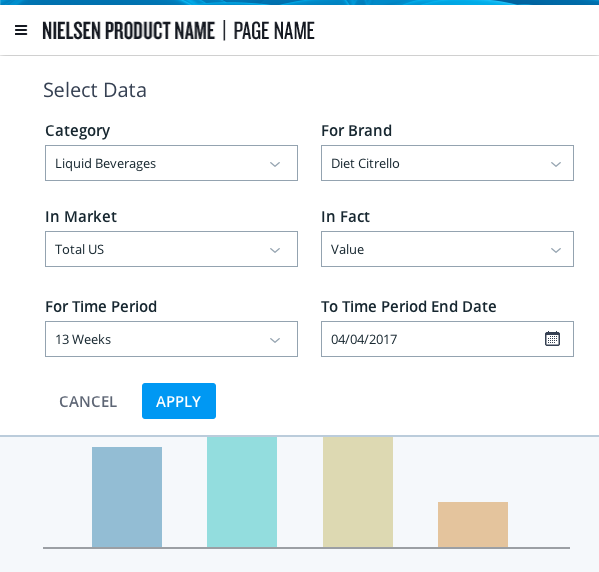 NIELSEN PRODUCT NAME | PAGE NAME
Select Data
Category For Brand
Liquid Beverages Diet Citrello
In Market In Fact
Total US Value
For Time Period To Time Period End Date
13 Weeks 04/04/2017
CANCEL APPLY